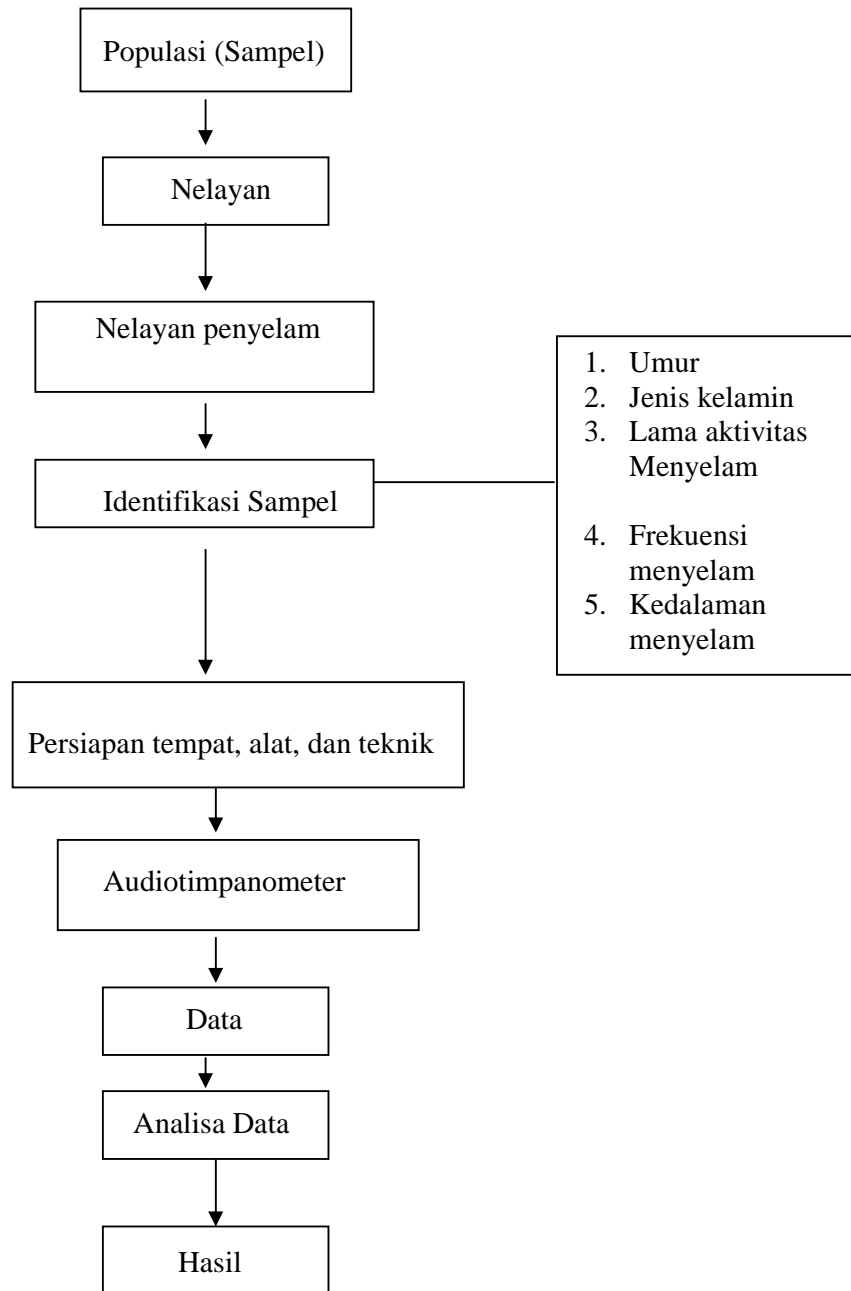 Populasi (Sampel)
Nelayan
Nelayan penyelam
Identifikasi Sampel
1. Umur
2. Jenis kelamin
3. Lama aktivitas
Menyelam
4. Frekuensi
menyelam
5. Kedalaman
menyelam
Persiapan tempat, alat, dan teknik
Audiotimpanometer
Data
Analisa Data
Hasil